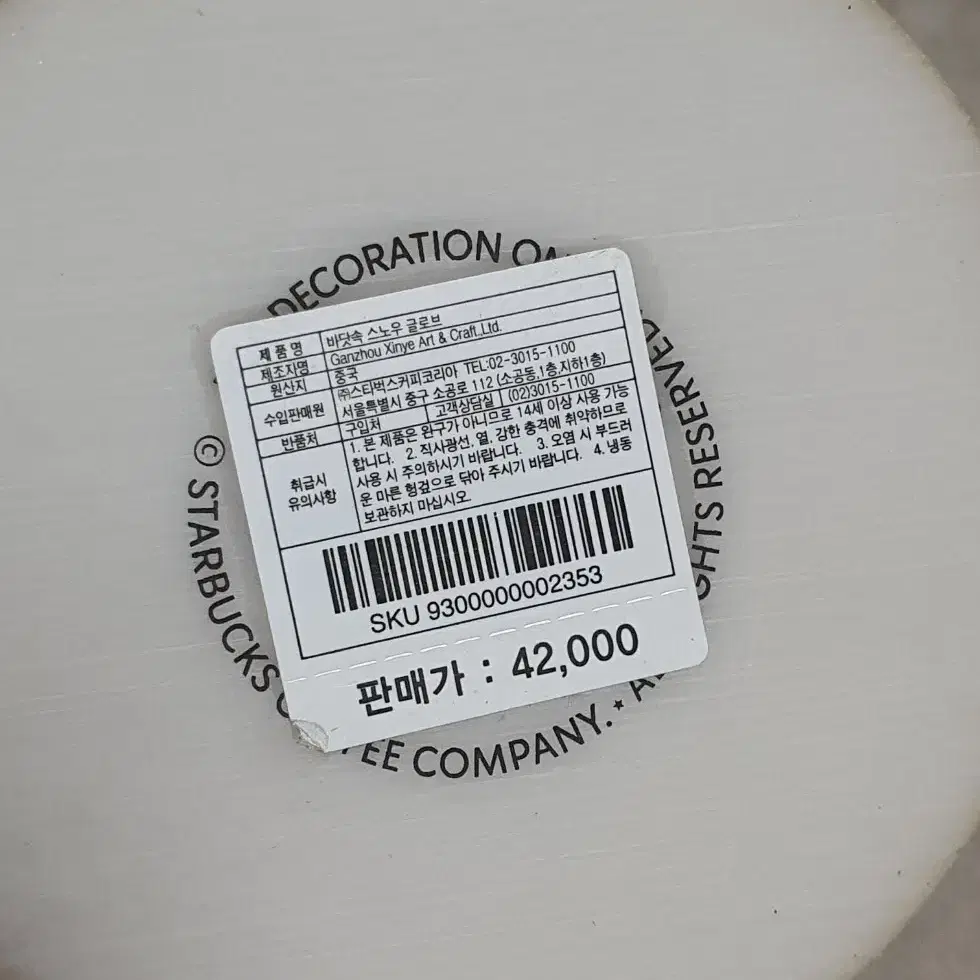 DECORATION
제 품 명 바닷속 스노우 글로브
제조자명 Ganzhou Xinye Art & Craft.,Ltd.
원산지 중국
수입판매원 ㈜스타벅스커피코리아 TEL:02-3015-1100
서울특별시 중구 소공로 112 (소공동,1층,지하1층)
반품처 구입처 고객상담실 (02)3015-1100
취급시
유의사항
1. 본 제품은 완구가 아니므로 14세 이상 사용 가능
합니다. 2. 직사광선, 열, 강한 충격에 취약하므로
사용 시 주의하시기 바랍니다. 3. 오염 시 부드러
운 마른 헝겊으로 닦아 주시기 바랍니다. 4. 냉동
보관하지 마십시오.
SKU 9300000002353
판매가 : 42,000
© STARBUCKS COMPANY. * RESERVED